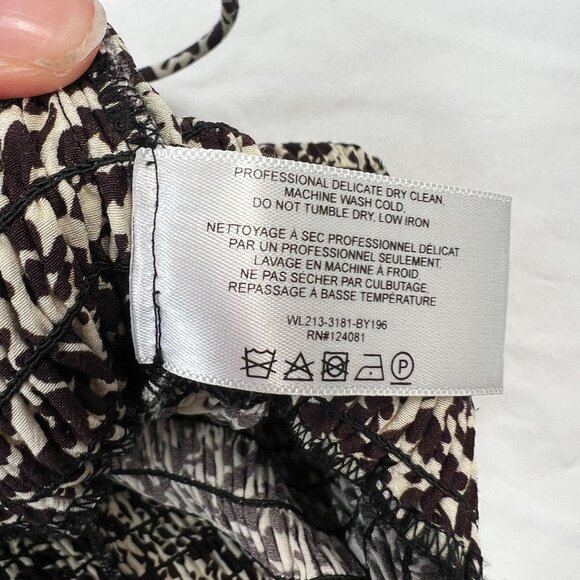 PROFESSIONAL DELICATE DRY CLEAN,
MACHINE WASH COLD
DO NOT TUMBLE DRY, LOW IRON
NETTOYAGE À SEC PROFESSIONNEL DÉLICAT
PAR UN PROFESSIONNEL SEULEMENT.
LAVAGE EN MACHINE À FROID
NE PAS SÉCHER PAR CULBUTAGE,
REPASSAGE À BASSE TEMPÉRATURE
WL213-3181-BY196
RN#124081
P